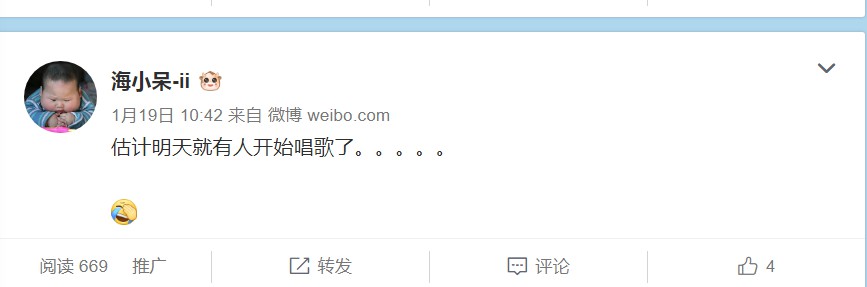 海小呆-ii
1月19日 10:42 来自 微博 weibo.com
估计明天就有人开始唱歌了。。。。。
阅读 669 推广 转发 评论 4